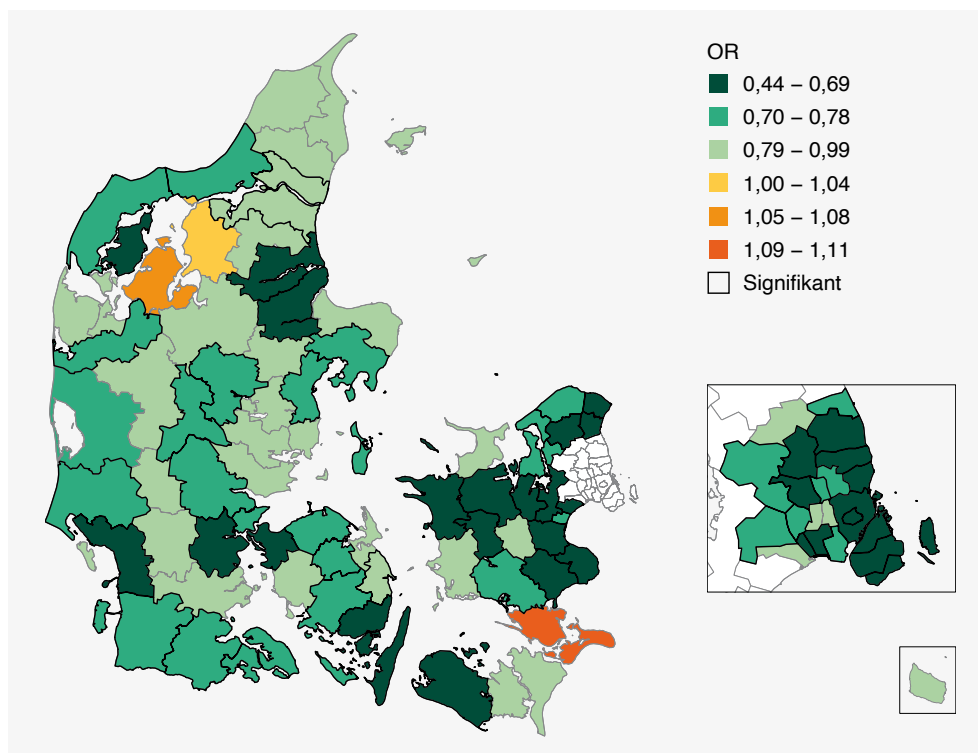 OR
0,44 – 0,69
0,70 – 0,78
0,79 – 0,99
1,00 – 1,04
1,05 – 1,08
1,09 – 1,11
Signifikant